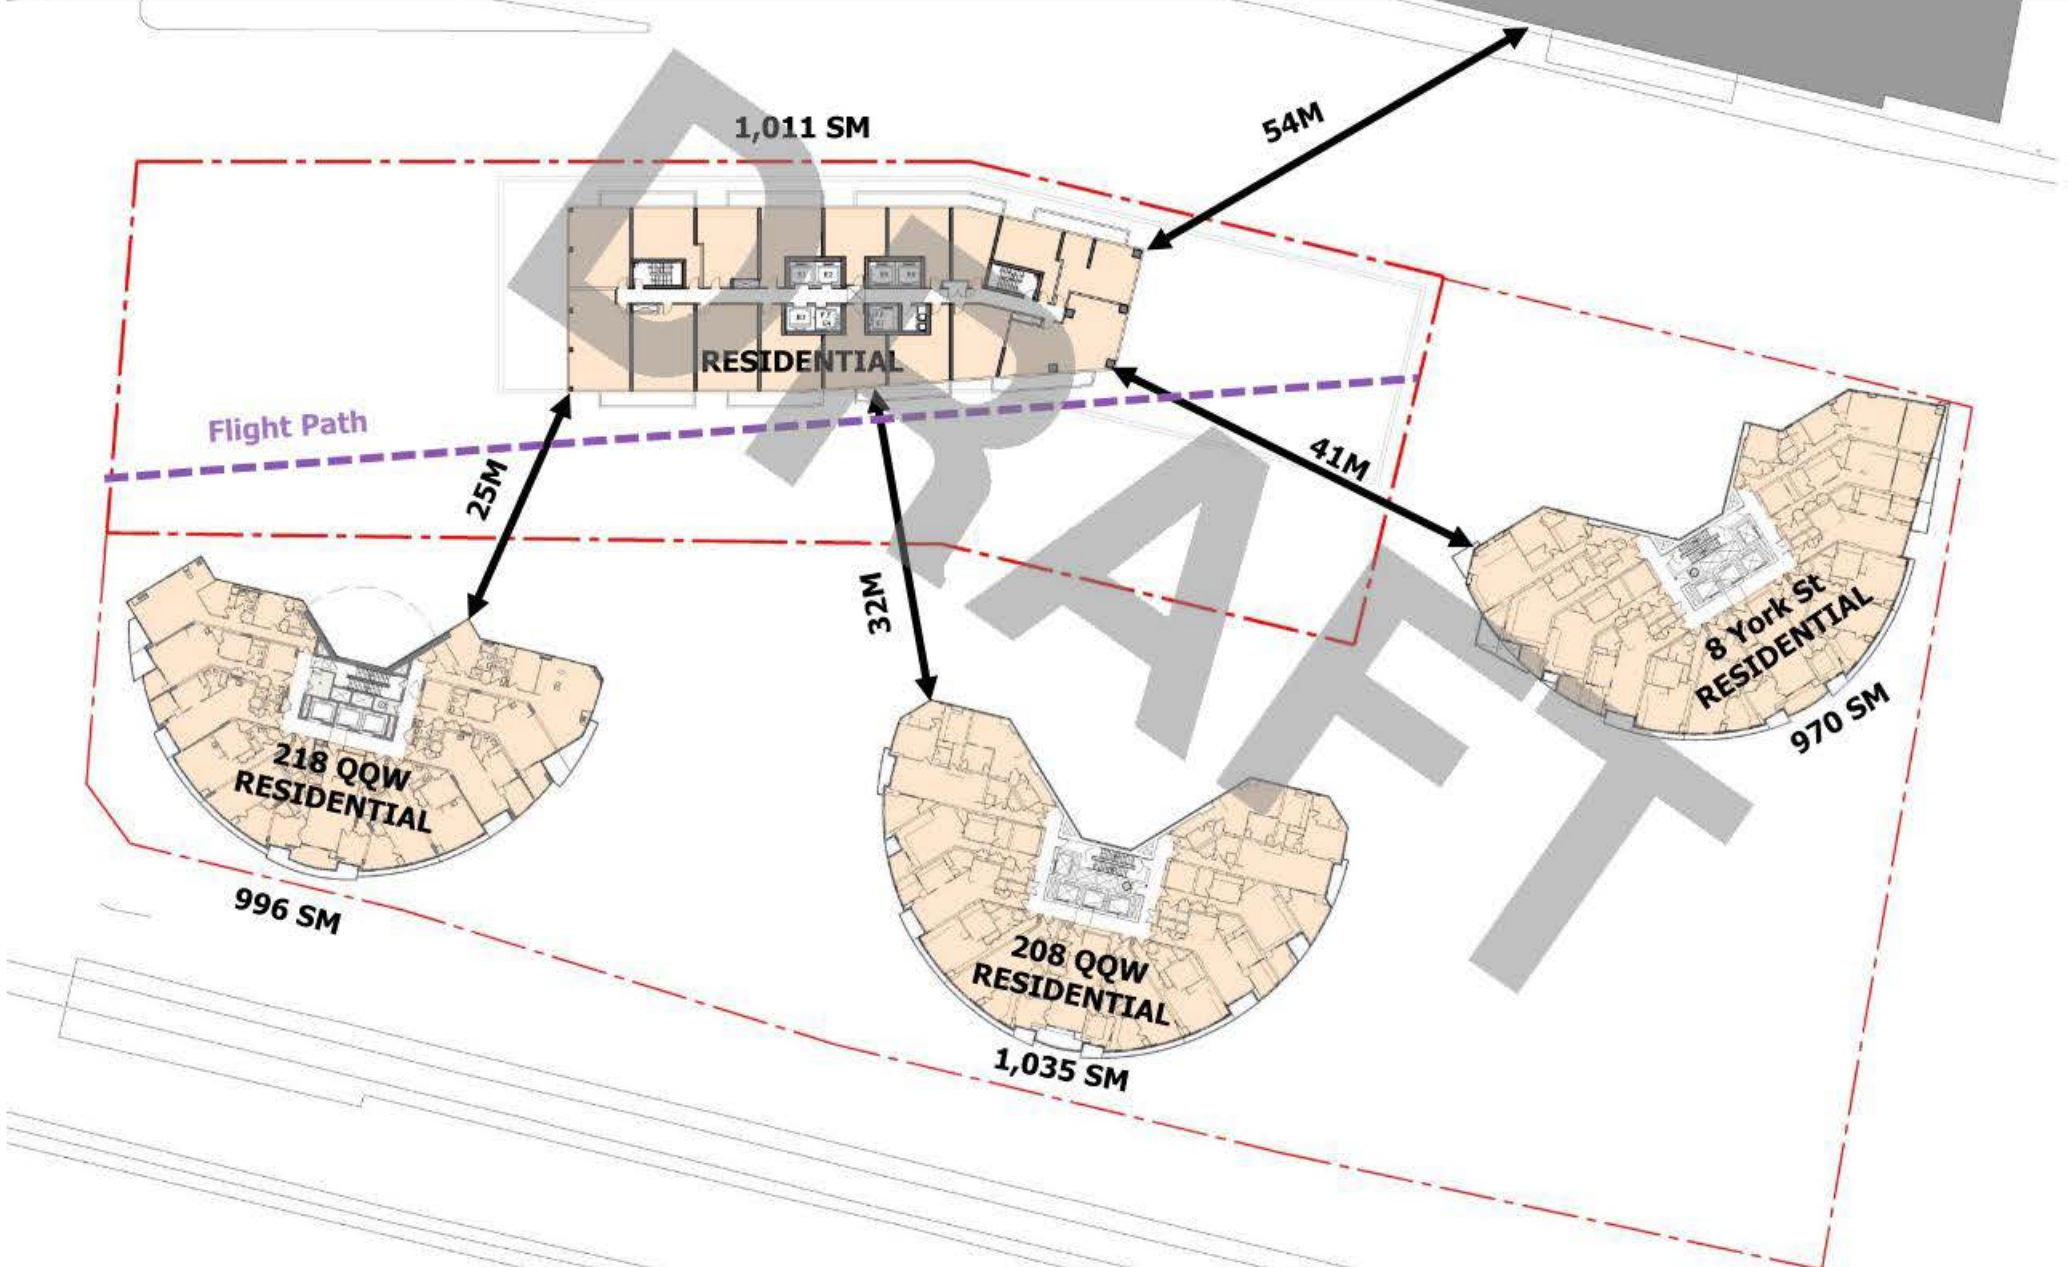 54M
1,011 SM
RESIDENTIAL
Flight Path
25M
32M
41M
8 York St
RESIDENTIAL
970 SM
218 QQW
RESIDENTIAL
996 SM
208 QQW
RESIDENTIAL
1,035 SM
DRAFT